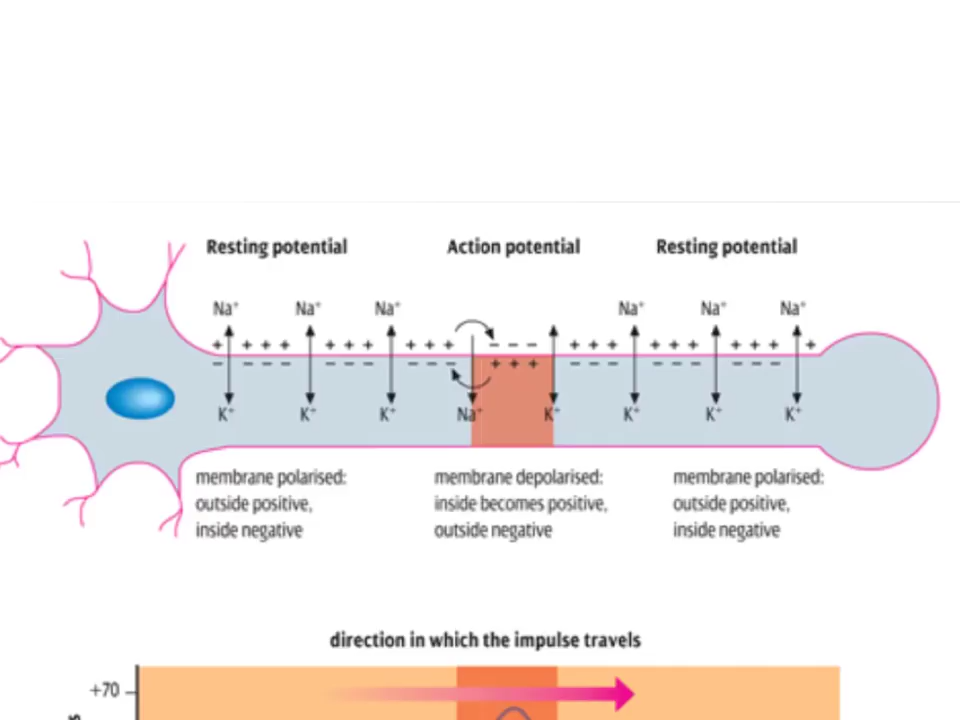 Resting potential Action potential Resting potential
Na⁺ Na⁺ Na⁺ Na⁺ Na⁺ Na⁺
+ + + + + + + + + + − − − + + + + + + + + + +
− − − − − − − − − − + + + − − − − − − − − −
K⁺ K⁺ K⁺ Na⁺ K⁺ K⁺ K⁺ K⁺
membrane polarised:
outside positive,
inside negative
membrane depolarised:
inside becomes positive,
outside negative
membrane polarised:
outside positive,
inside negative
direction in which the impulse travels
+70